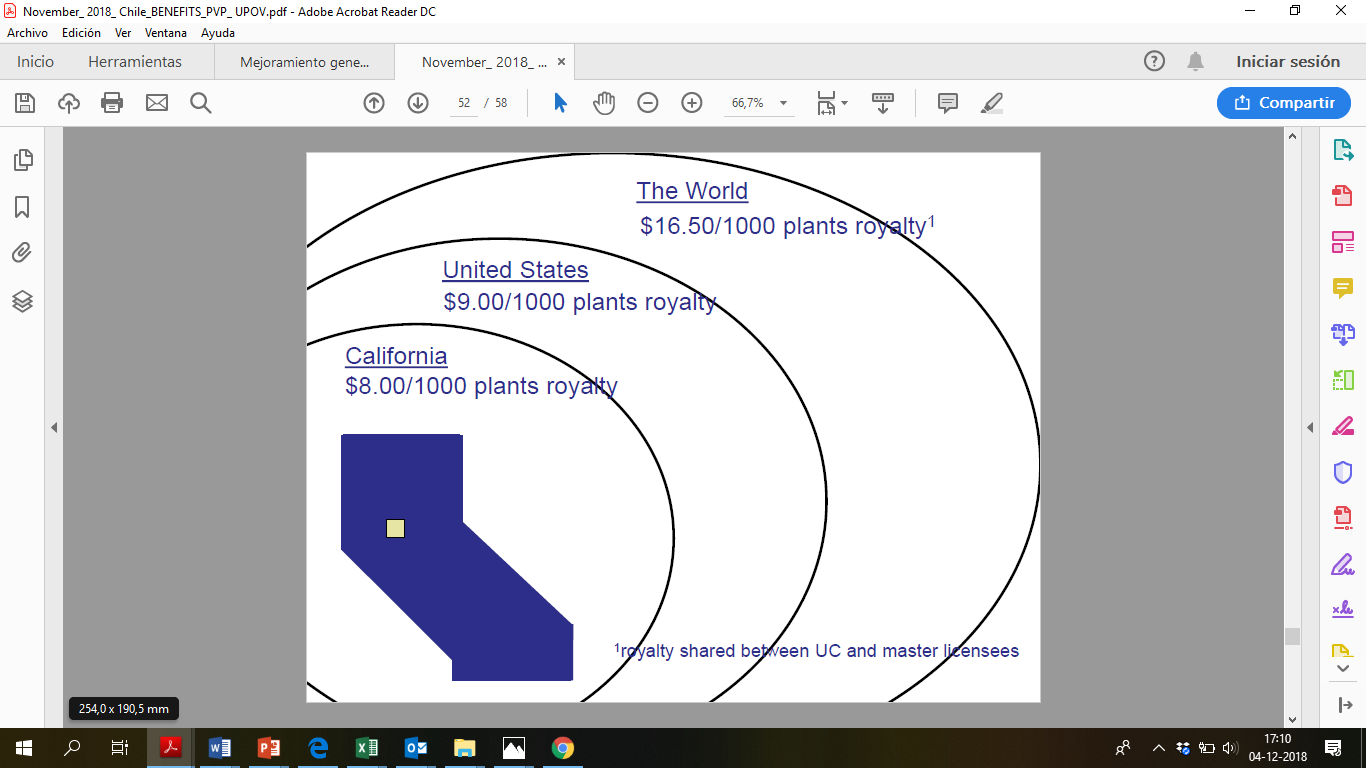 November_ 2018_ Chile_BENEFITS_PVP_ UPOV.pdf - Adobe Acrobat Reader DC
Archivo Edición Ver Ventana Ayuda
Inicio Herramientas Mejoramiento gene... November_ 2018_ ... × Iniciar sesión
52 / 58 66,7% Compartir
The World
$16.50/1000 plants royalty¹
United States
$9.00/1000 plants royalty
California
$8.00/1000 plants royalty
¹royalty shared between UC and master licensees
254,0 x 190,5 mm
17:10
04-12-2018